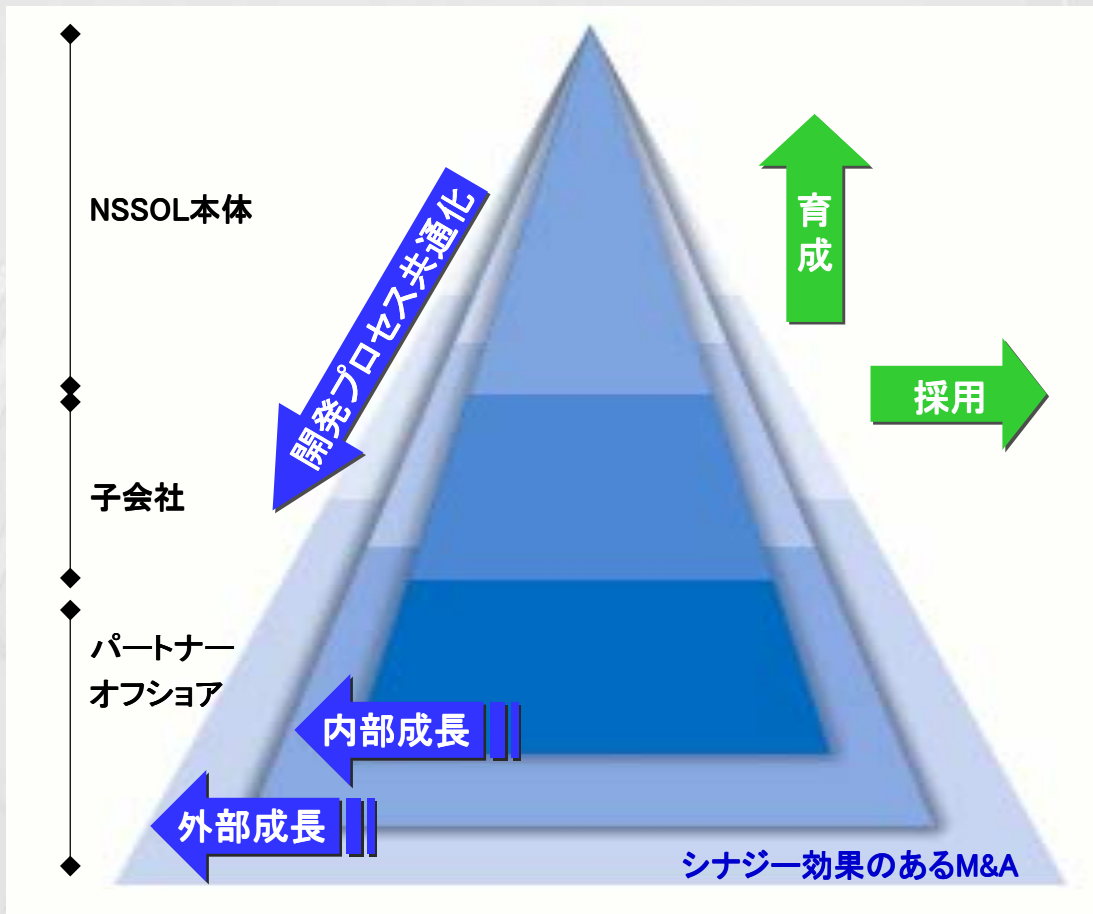 NSSOL本体
開発プロセス共通化
育成
採用
子会社
パートナー
オフショア
内部成長
外部成長
シナジー効果のあるM&A